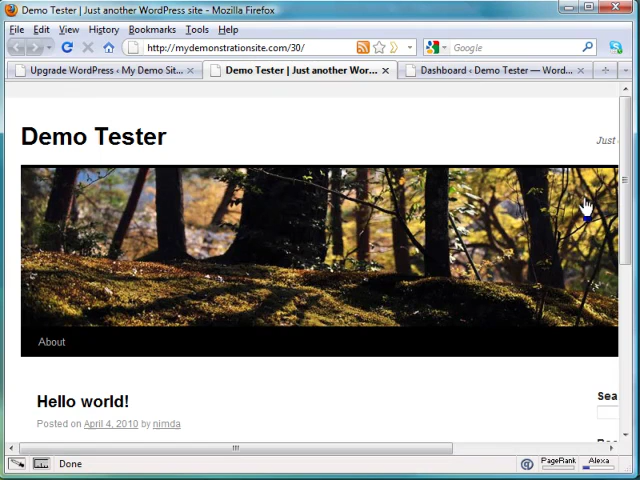 Demo Tester | Just another WordPress site - Mozilla Firefox
File Edit View History Bookmarks Tools Help
http://mydemonstrationsite.com/30/ Google
Upgrade WordPress ‹ My Demo Sit... Demo Tester | Just another Wor... Dashboard ‹ Demo Tester — Word...
Demo Tester
Just
About
Hello world!
Posted on April 4, 2010 by nimda
Sea
Done PageRank Alexa